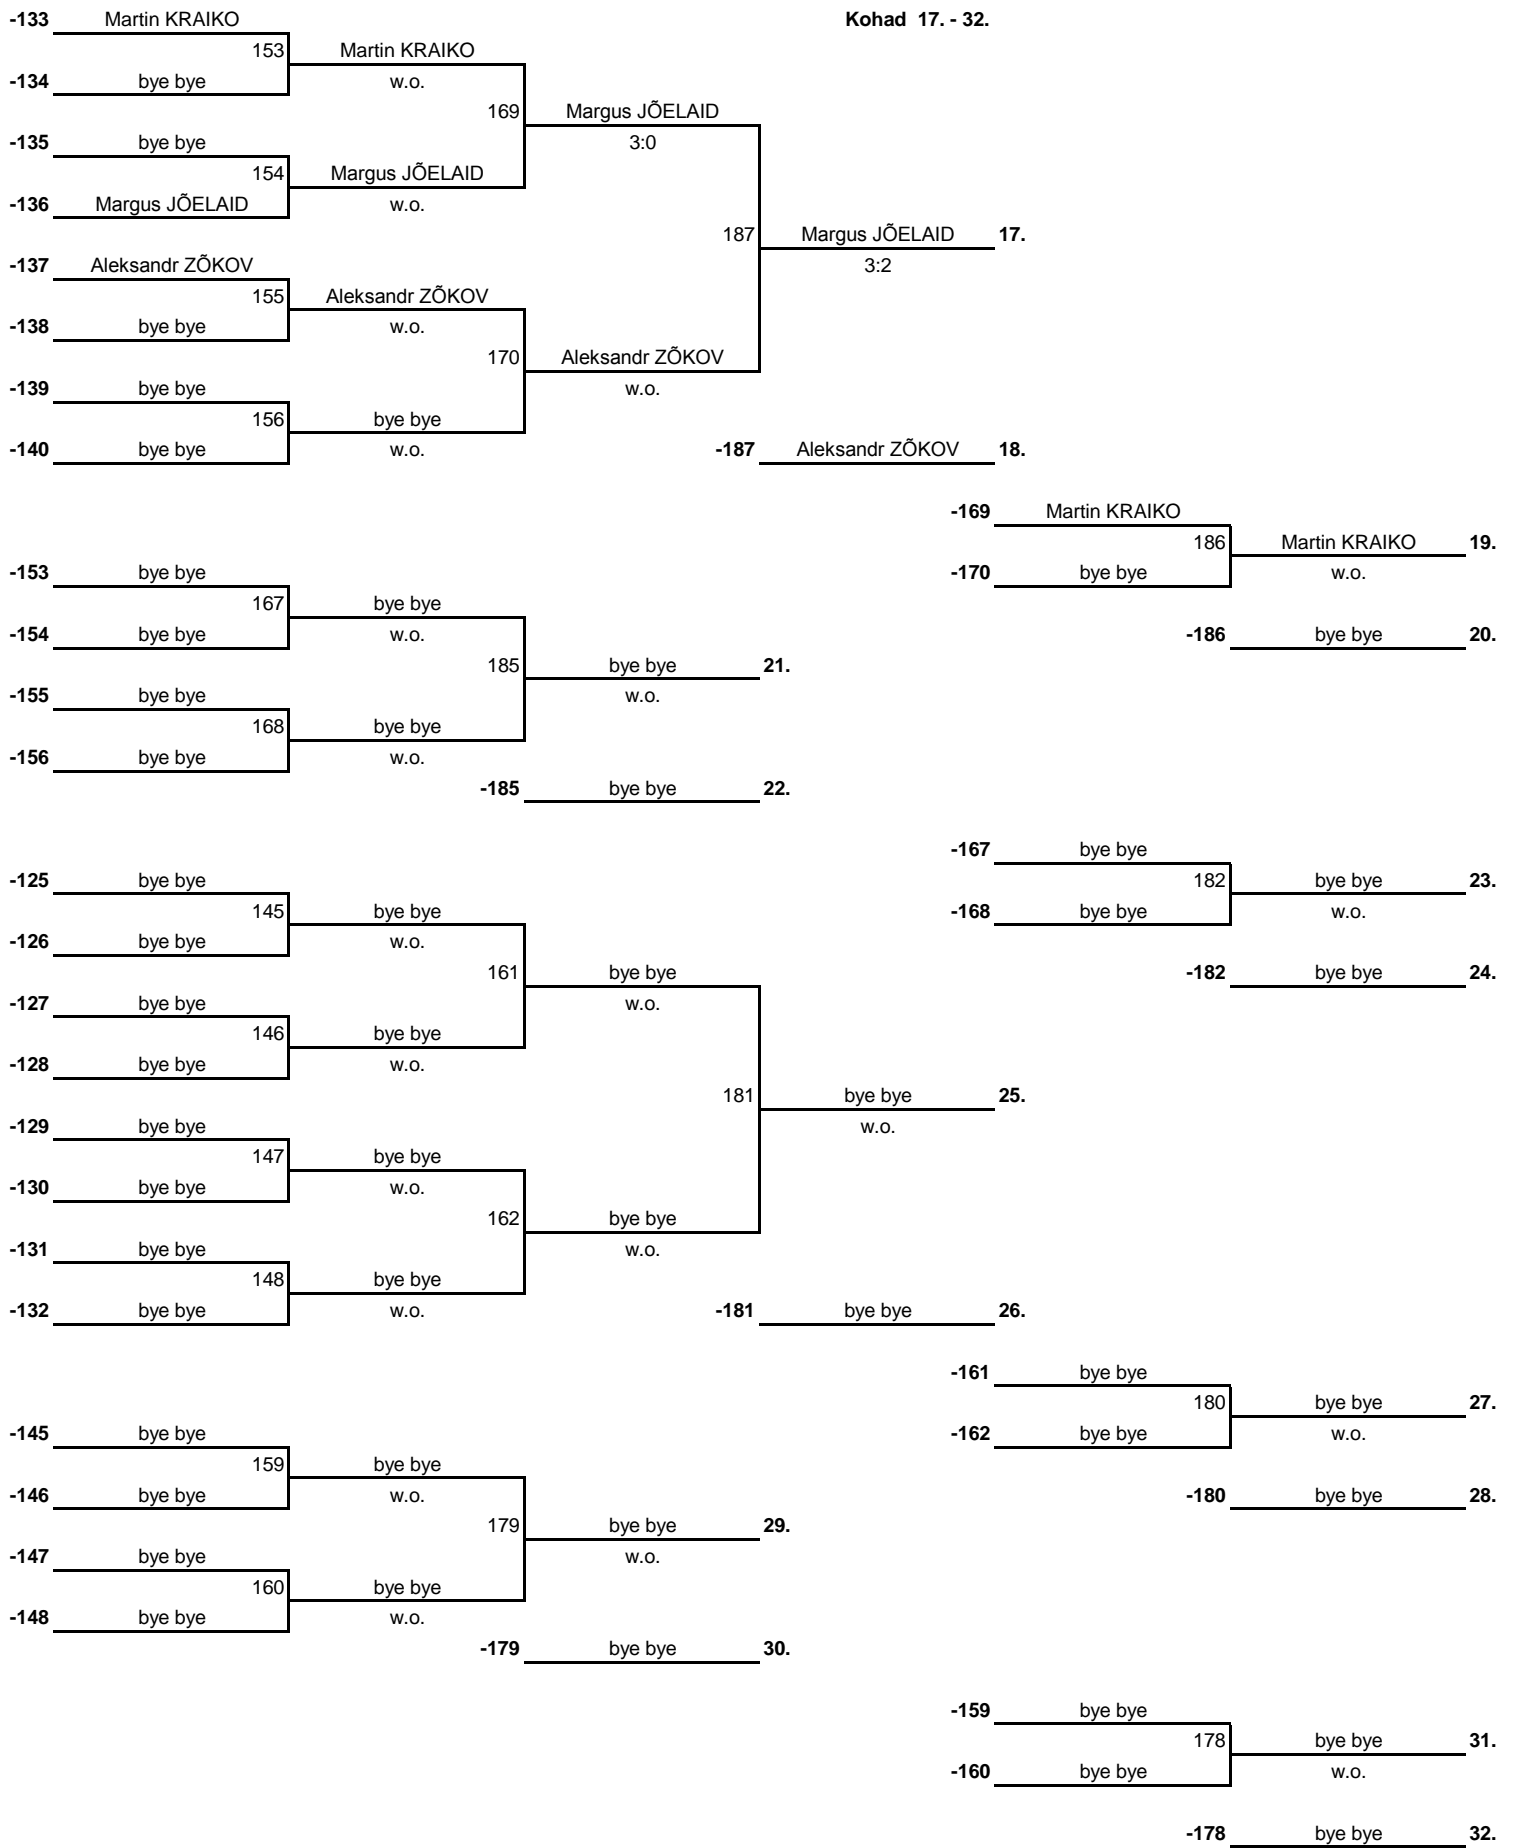 -133 Martin KRAIKO Kohad 17. - 32.
153 Martin KRAIKO
-134 bye bye w.o.
169 Margus JÕELAID
-135 bye bye 3:0
154 Margus JÕELAID
-136 Margus JÕELAID w.o.
187 Margus JÕELAID 17.
-137 Aleksandr ZÕKOV 3:2
155 Aleksandr ZÕKOV
-138 bye bye w.o.
170 Aleksandr ZÕKOV
-139 bye bye w.o.
156 bye bye
-140 bye bye w.o. -187 Aleksandr ZÕKOV 18.
-169 Martin KRAIKO
186 Martin KRAIKO 19.
-153 bye bye -170 bye bye w.o.
167 bye bye
-154 bye bye w.o. -186 bye bye 20.
185 bye bye 21.
-155 bye bye w.o.
168 bye bye
-156 bye bye w.o.
-185 bye bye 22.
-167 bye bye
-125 bye bye 182 bye bye 23.
145 bye bye -168 bye bye w.o.
-126 bye bye w.o.
161 bye bye -182 bye bye 24.
-127 bye bye w.o.
146 bye bye
-128 bye bye w.o.
181 bye bye 25.
-129 bye bye w.o.
147 bye bye
-130 bye bye w.o.
162 bye bye
-131 bye bye w.o.
148 bye bye
-132 bye bye w.o. -181 bye bye 26.
-161 bye bye
180 bye bye 27.
-145 bye bye -162 bye bye w.o.
159 bye bye
-146 bye bye w.o. -180 bye bye 28.
179 bye bye 29.
-147 bye bye w.o.
160 bye bye
-148 bye bye w.o.
-179 bye bye 30.
-159 bye bye
178 bye bye 31.
-160 bye bye w.o.
-178 bye bye 32.